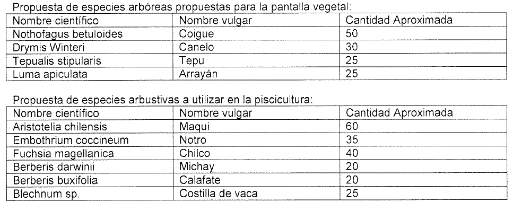 Propuesta de especies arbóreas propuestas para la pantalla vegetal:
Nombre científico Nombre vulgar Cantidad Aproximada
Nothofagus betuloides Coigue 50
Drymis Winteri Canelo 30
Tepualis stipularis Tepu 25
Luma apiculata Arrayán 25
Propuesta de especies arbustivas a utilizar en la piscicultura:
Nombre científico Nombre vulgar Cantidad Aproximada
Aristotelia chilensis Maqui 60
Embothrium coccineum Notro 35
Fuchsia magellanica Chilco 40
Berberis darwinii Michay 20
Berberis buxifolia Calafate 20
Blechnum sp. Costilla de vaca 25